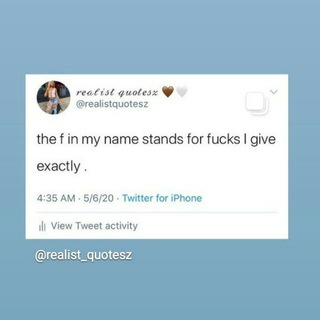 realist quotesz 🤎🤍
@realistquotesz
the f in my name stands for fucks I give
exactly .
4:35 AM · 5/6/20 · Twitter for iPhone
View Tweet activity
@realist_quotesz